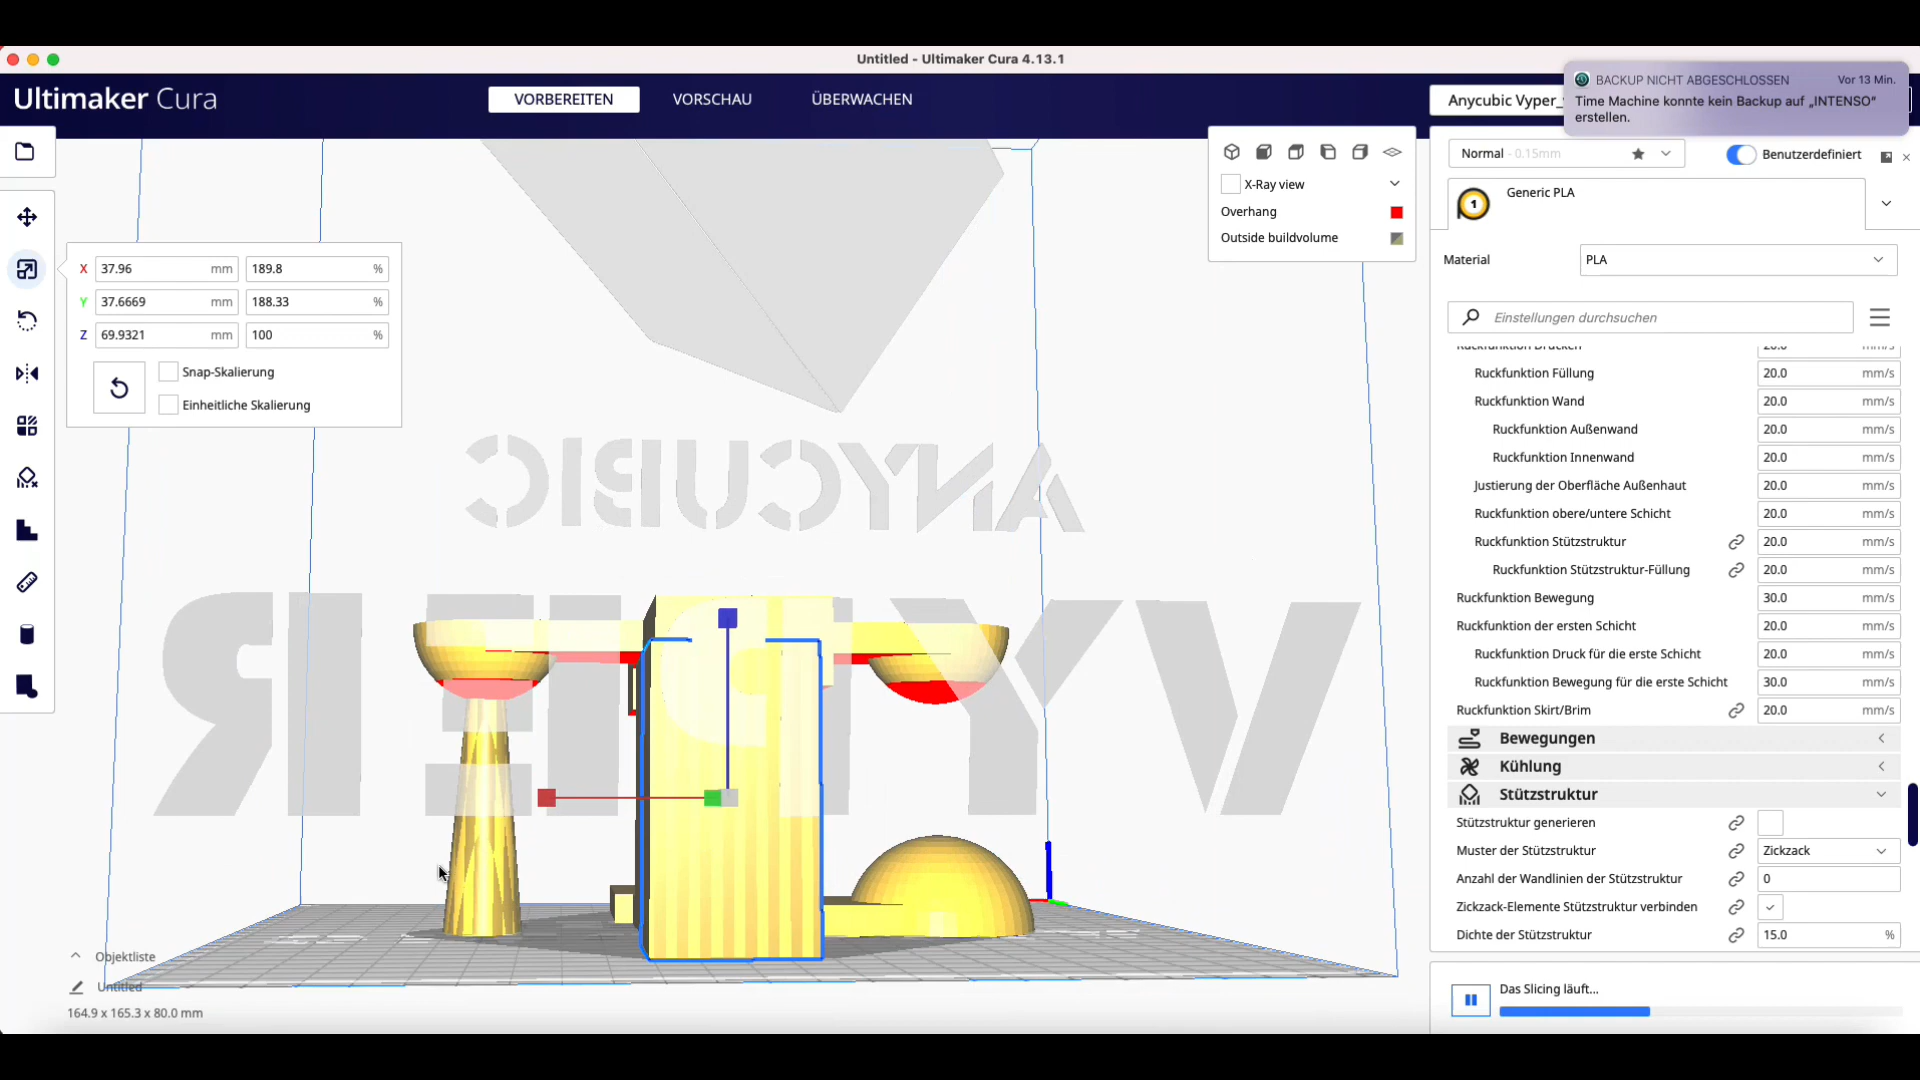 Untitled - Ultimaker Cura 4.13.1
Ultimaker Cura
VORBEREITEN
VORSCHAU
ÜBERWACHEN
Anycubic Vyper_
BACKUP NICHT ABGESCHLOSSEN
Vor 13 Min.
Time Machine konnte kein Backup auf „INTENSO“
erstellen.
Normal - 0.15mm
Benutzerdefiniert
1
Generic PLA
X-Ray view
Overhang
Outside buildvolume
Material
PLA
Einstellungen durchsuchen
X 37.96 mm 189.8 %
Y 37.6669 mm 188.33 %
Z 69.9321 mm 100 %
Snap-Skalierung
Einheitliche Skalierung
ANYCUBIC
VYPER
Ruckfunktion Drucken 20.0 mm/s
Ruckfunktion Füllung 20.0 mm/s
Ruckfunktion Wand 20.0 mm/s
Ruckfunktion Außenwand 20.0 mm/s
Ruckfunktion Innenwand 20.0 mm/s
Justierung der Oberfläche Außenhaut 20.0 mm/s
Ruckfunktion obere/untere Schicht 20.0 mm/s
Ruckfunktion Stützstruktur 20.0 mm/s
Ruckfunktion Stützstruktur-Füllung 20.0 mm/s
Ruckfunktion Bewegung 30.0 mm/s
Ruckfunktion der ersten Schicht 20.0 mm/s
Ruckfunktion Druck für die erste Schicht 20.0 mm/s
Ruckfunktion Bewegung für die erste Schicht 30.0 mm/s
Ruckfunktion Skirt/Brim 20.0 mm/s
Bewegungen
Kühlung
Stützstruktur
Stützstruktur generieren
Muster der Stützstruktur Zickzack
Anzahl der Wandlinien der Stützstruktur 0
Zickzack-Elemente Stützstruktur verbinden
Dichte der Stützstruktur 15.0 %
Objektliste
Untitled
164.9 x 165.3 x 80.0 mm
Das Slicing läuft...